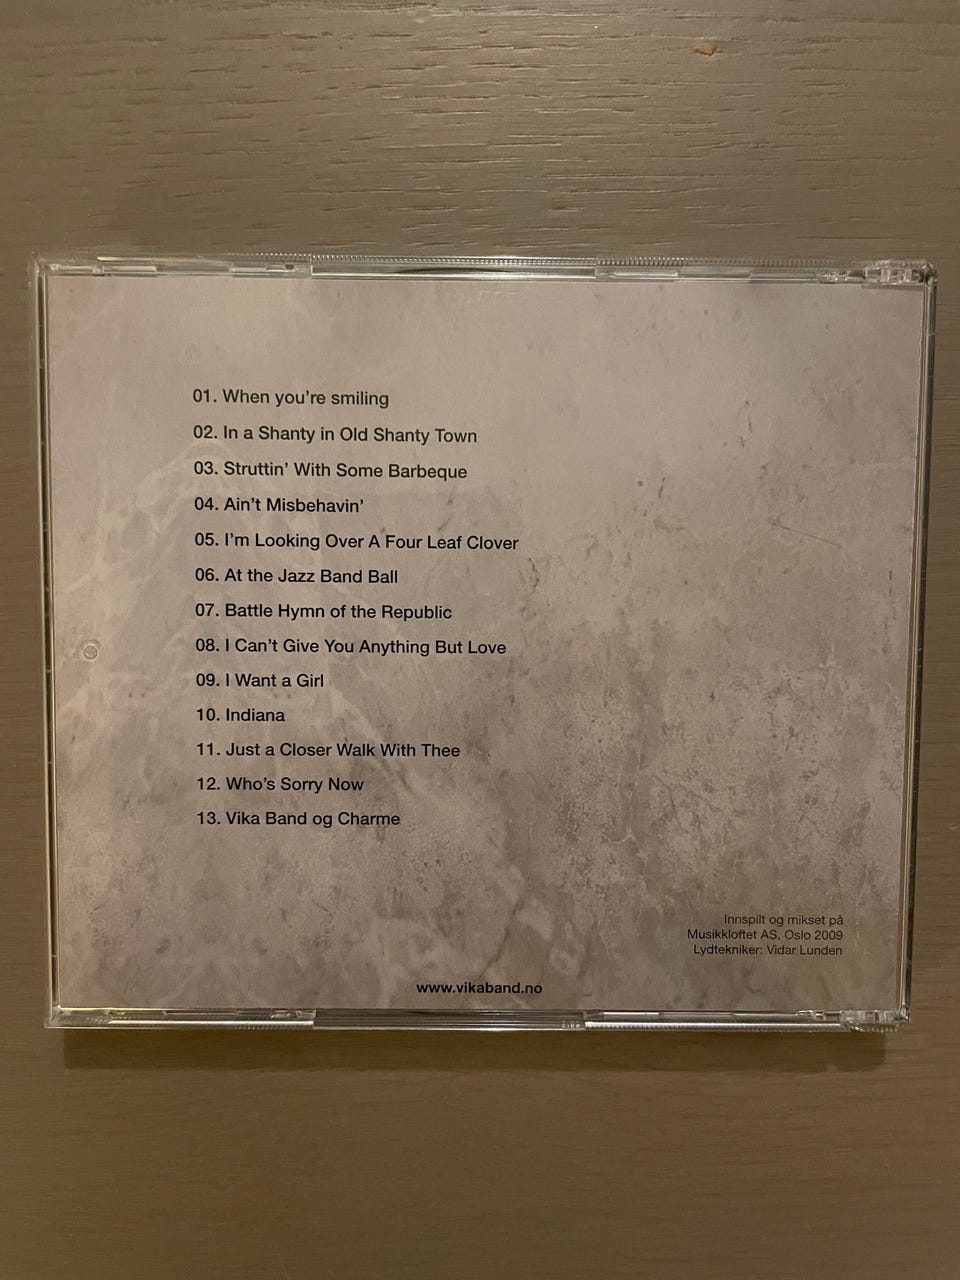 01. When you're smiling
02. In a Shanty in Old Shanty Town
03. Struttin' With Some Barbeque
04. Ain't Misbehavin'
05. I'm Looking Over A Four Leaf Clover
06. At the Jazz Band Ball
07. Battle Hymn of the Republic
08. I Can't Give You Anything But Love
09. I Want a Girl
10. Indiana
11. Just a Closer Walk With Thee
12. Who's Sorry Now
13. Vika Band og Charme
Innspilt og mikset på
Musikkloftet AS, Oslo 2009
Lydtekniker: Vidar Lunden
www.vikaband.no